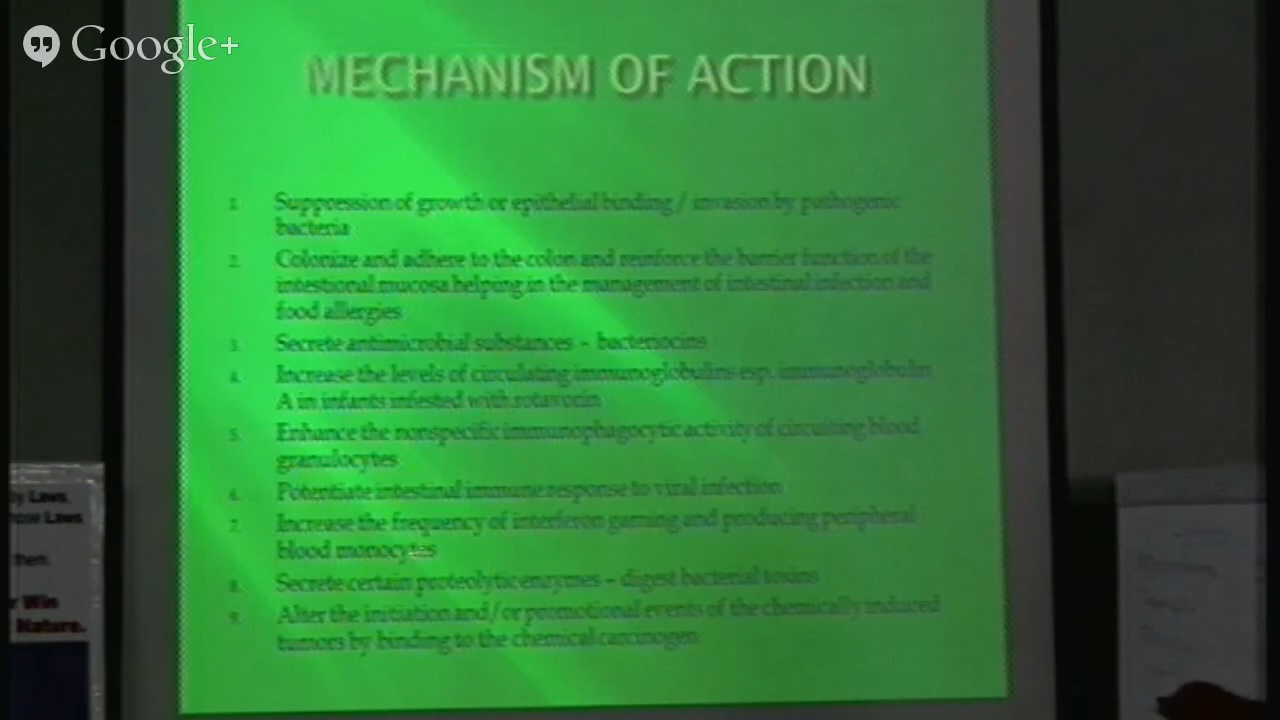 Google+
MECHANISM OF ACTION
1. Suppression of growth or epithelial binding / invasion by pathogenic
bacteria
2. Colonize and adhere to the colon and reinforce the barrier function of the
intestional mucosa helping in the management of intestinal infection and
food allergies
3. Secrete antimicrobial substances - bacteriocins
4. Increase the levels of circulating immunoglobulins esp. immunoglobulin
A in infants infested with
5. Enhance the nonspecific immunophagocytic activity of circuiting blood
granulocytes
6. Potentiate intestinal immune response to viral infection
7. Increase the frequency of interferon gaming and producing peripheral
blood monocytes
8. Secrete certain proteolytic enzymes - digest bacterial toxins
9. Alter the initiation and/or promotional events of the chemically induced
tumors by binding to the chemical carcinogen
Laws
Laws
them
Win
Nature.